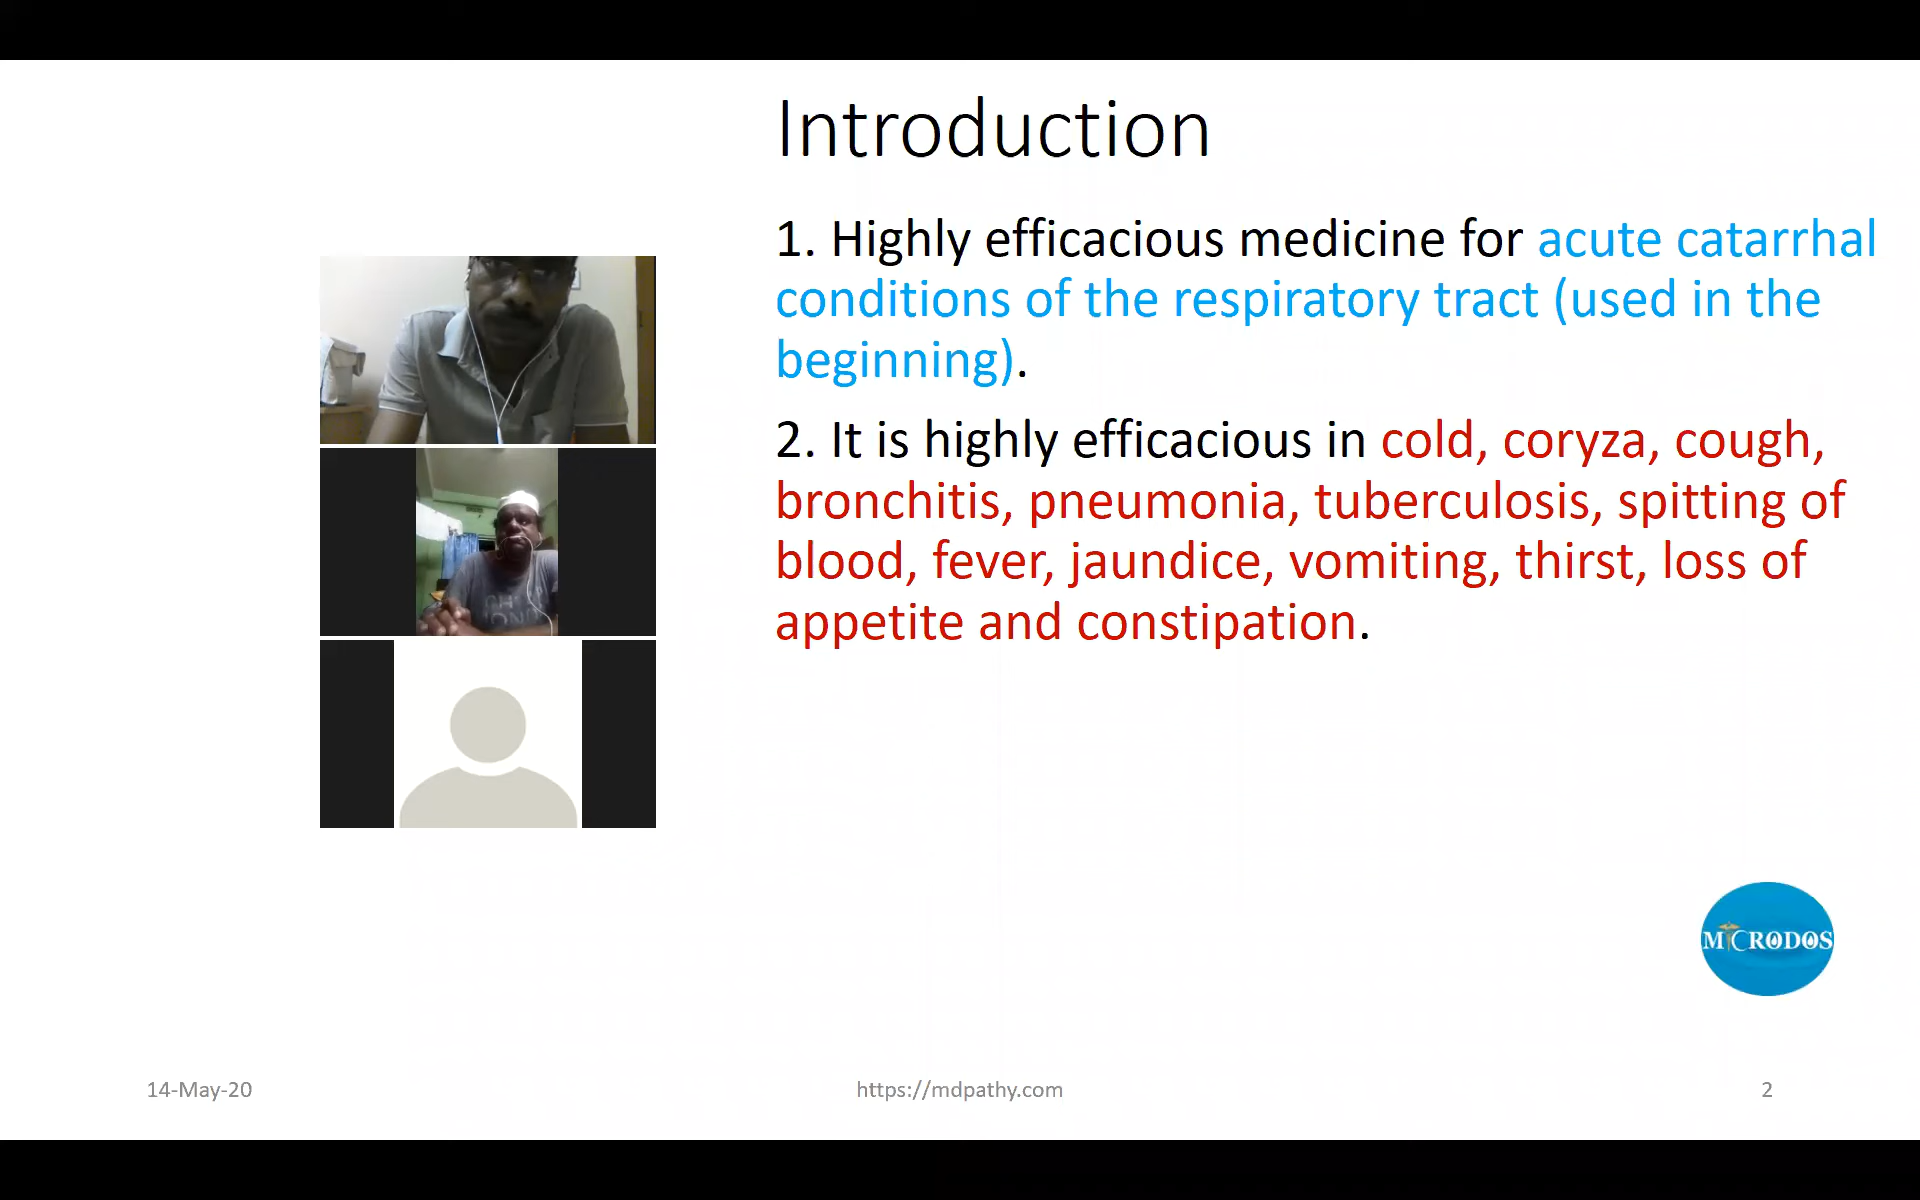 Introduction
1. Highly efficacious medicine for acute catarrhal
conditions of the respiratory tract (used in the
beginning).
2. It is highly efficacious in cold, coryza, cough,
bronchitis, pneumonia, tuberculosis, spitting of
blood, fever, jaundice, vomiting, thirst, loss of
appetite and constipation.
MICRODOS
14-May-20
https://mdpathy.com
2